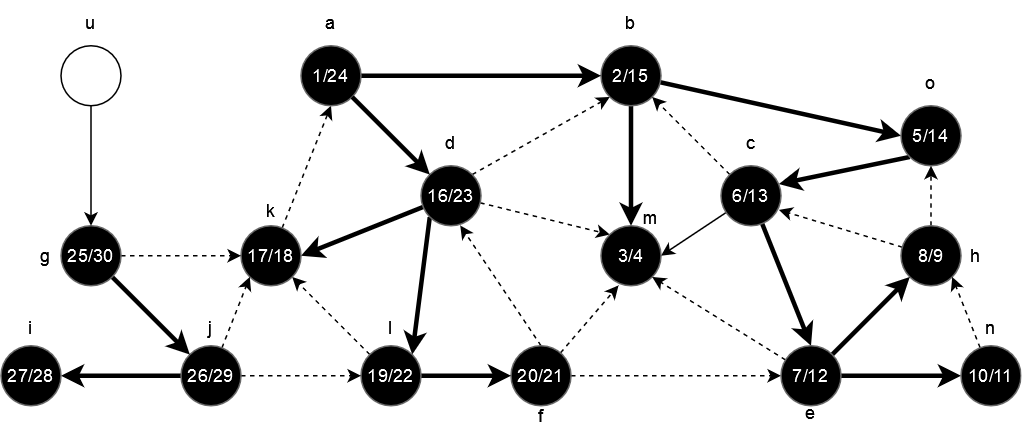 u
a
b
1/24
2/15
o
5/14
d
c
16/23
6/13
k
m
g
25/30
17/18
3/4
8/9
h
i
j
l
n
27/28
26/29
19/22
20/21
7/12
10/11
f
e